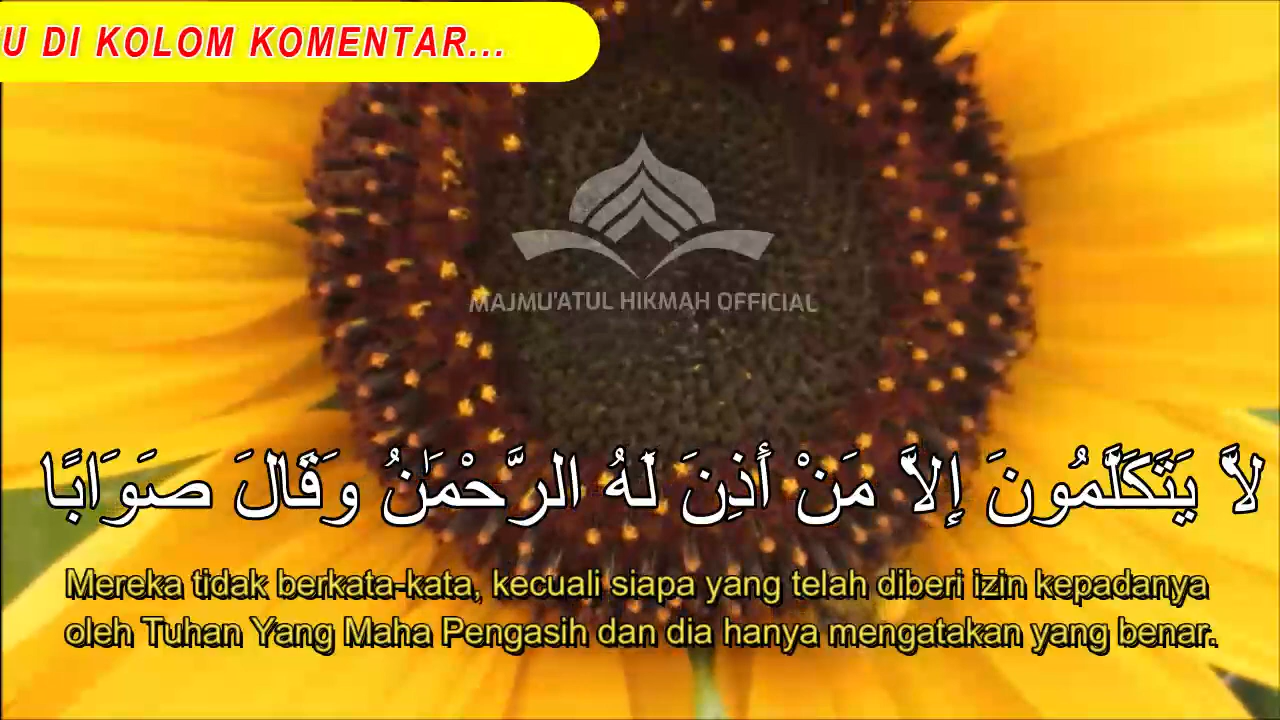 U DI KOLOM KOMENTAR...
MAJMU'ATUL HIKMAH OFFICIAL
لاَّ يَتَكَلَّمُونَ إِلاَّ مَنْ أَذِنَ لَهُ الرَّحْمَٰنُ وَقَالَ صَوَابًا
Mereka tidak berkata-kata, kecuali siapa yang telah diberi izin kepadanya
oleh Tuhan Yang Maha Pengasih dan dia hanya mengatakan yang benar.